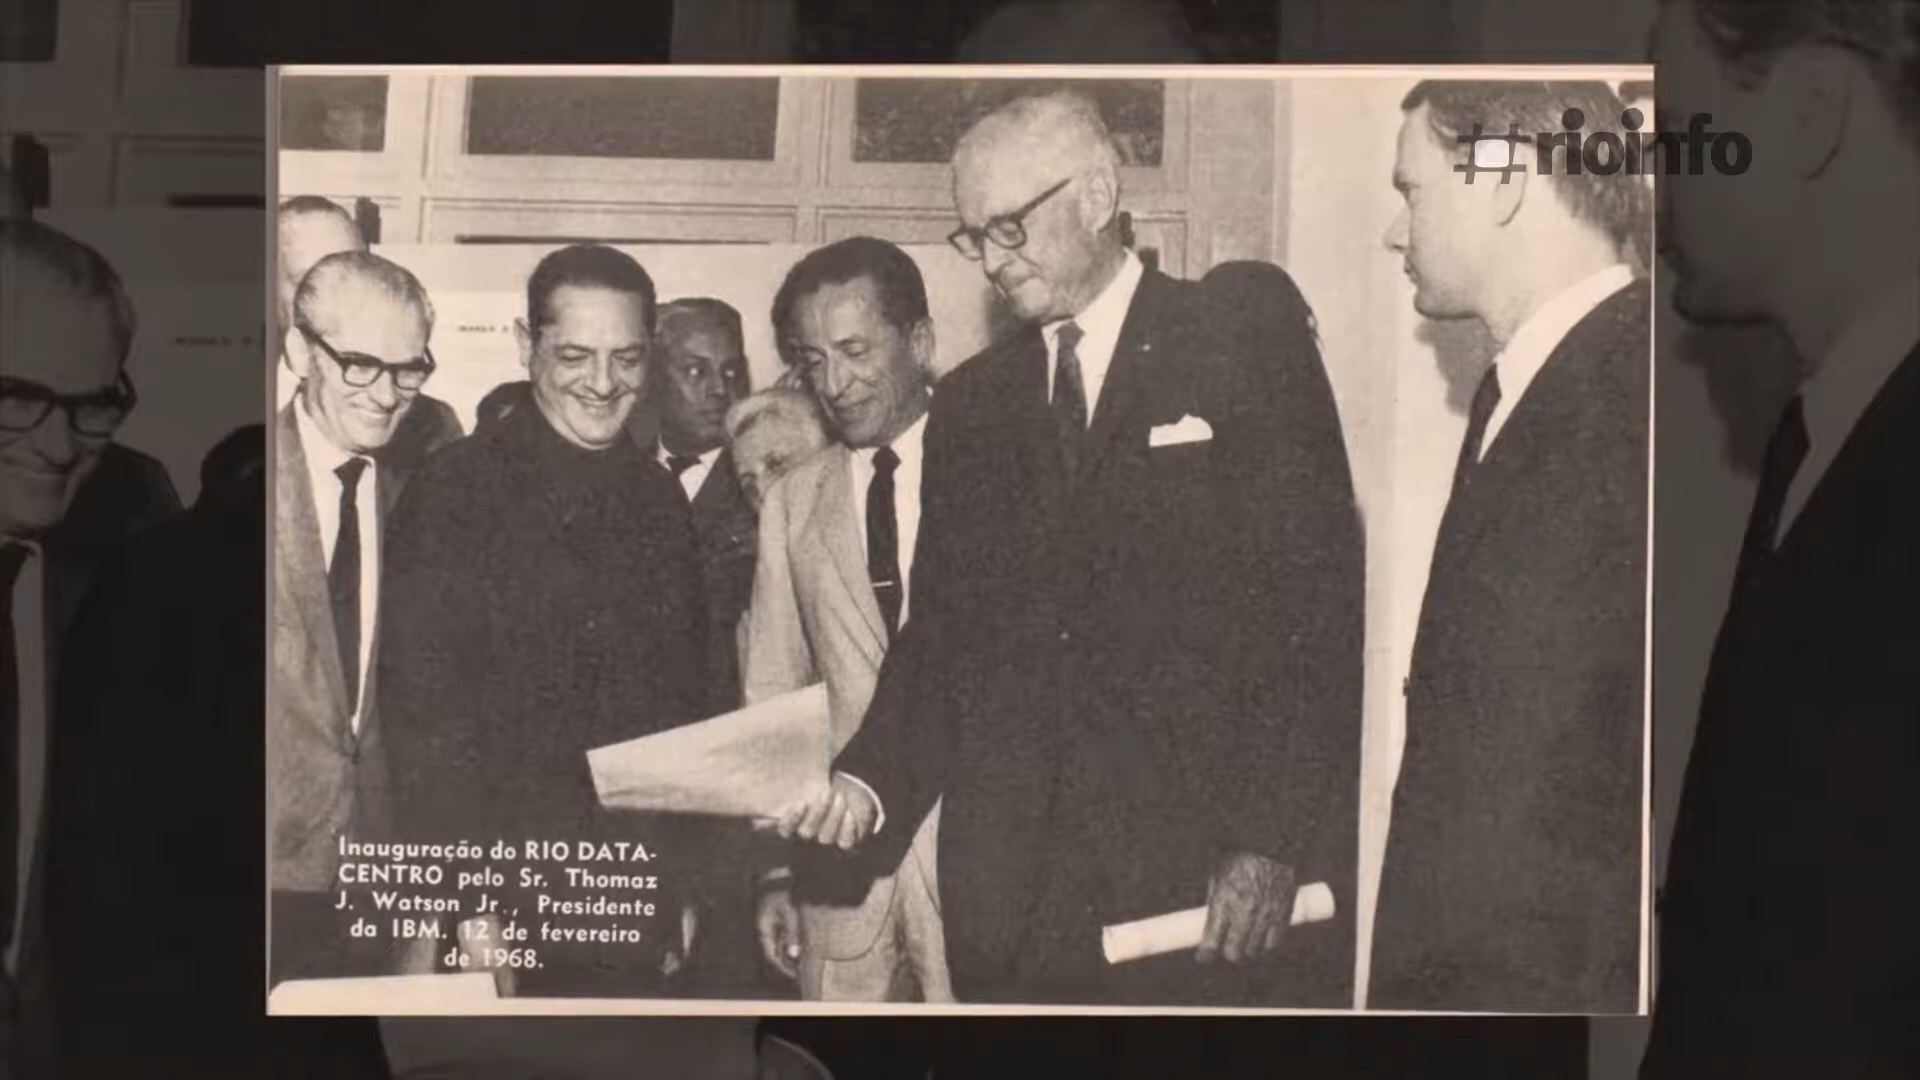 #rioinfo
Inauguração do RIO DATA-
CENTRO pelo Sr. Thomaz
J. Watson Jr., Presidente
da IBM. 12 de fevereiro
de 1968.